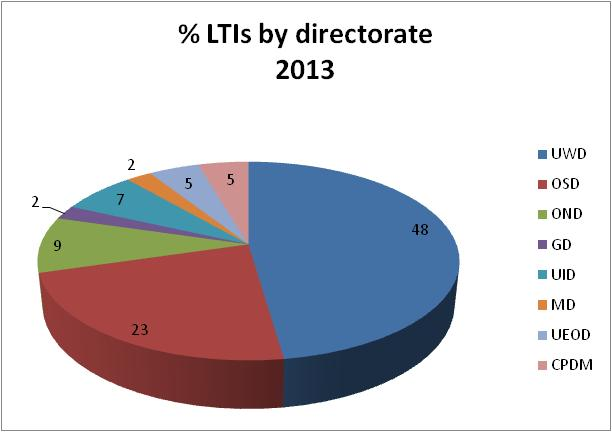 % LTIs by directorate
2013
2
5
5
7
2
9
48
23
UWD
OSD
OND
GD
UID
MD
UEOD
CPDM